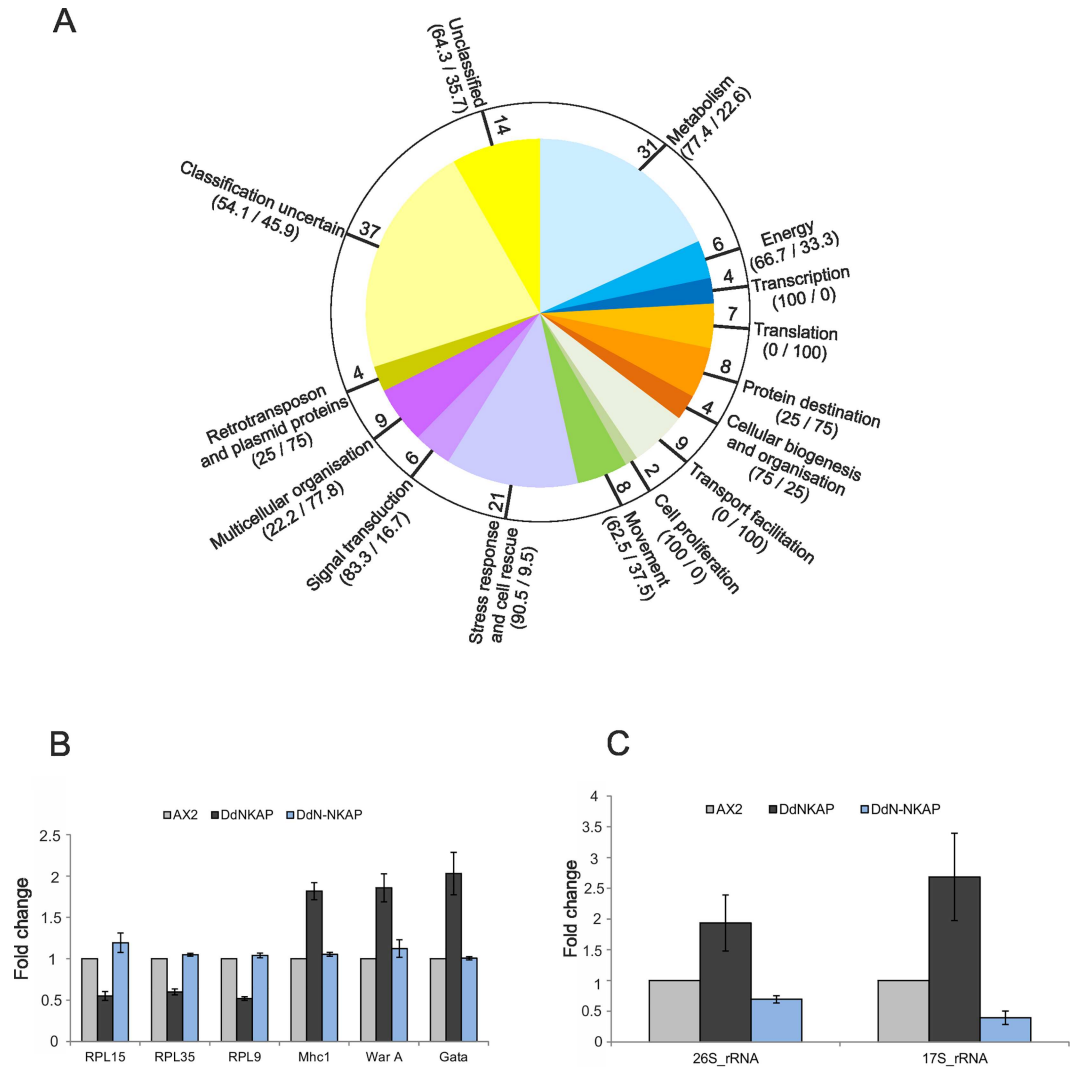 A
Unclassified
(64.3 / 35.7)
14
Metabolism
(77.4 / 22.6)
31
Energy
(66.7 / 33.3)
6
Transcription
(100 / 0)
4
Translation
(0 / 100)
7
Protein destination
(25 / 75)
8
Cellular biogenesis
and organisation
(75 / 25)
4
Transport facilitation
(0 / 100)
9
Cell proliferation
(100 / 0)
2
Movement
(62.5 / 37.5)
8
Stress response
and cell rescue
(90.5 / 9.5)
21
Signal transduction
(83.3 / 16.7)
6
Multicellular organisation
(22.2 / 77.8)
9
Retrotransposon
and plasmid proteins
(25 / 75)
4
Classification uncertain
(54.1 / 45.9)
37
B
AX2 DdNKAP DdN-NKAP
Fold change
2.5
2
1.5
1
0.5
0
RPL15 RPL35 RPL9 Mhc1 War A Gata
C
AX2 DdNKAP DdN-NKAP
Fold change
4
3.5
3
2.5
2
1.5
1
0.5
0
26S_rRNA 17S_rRNA